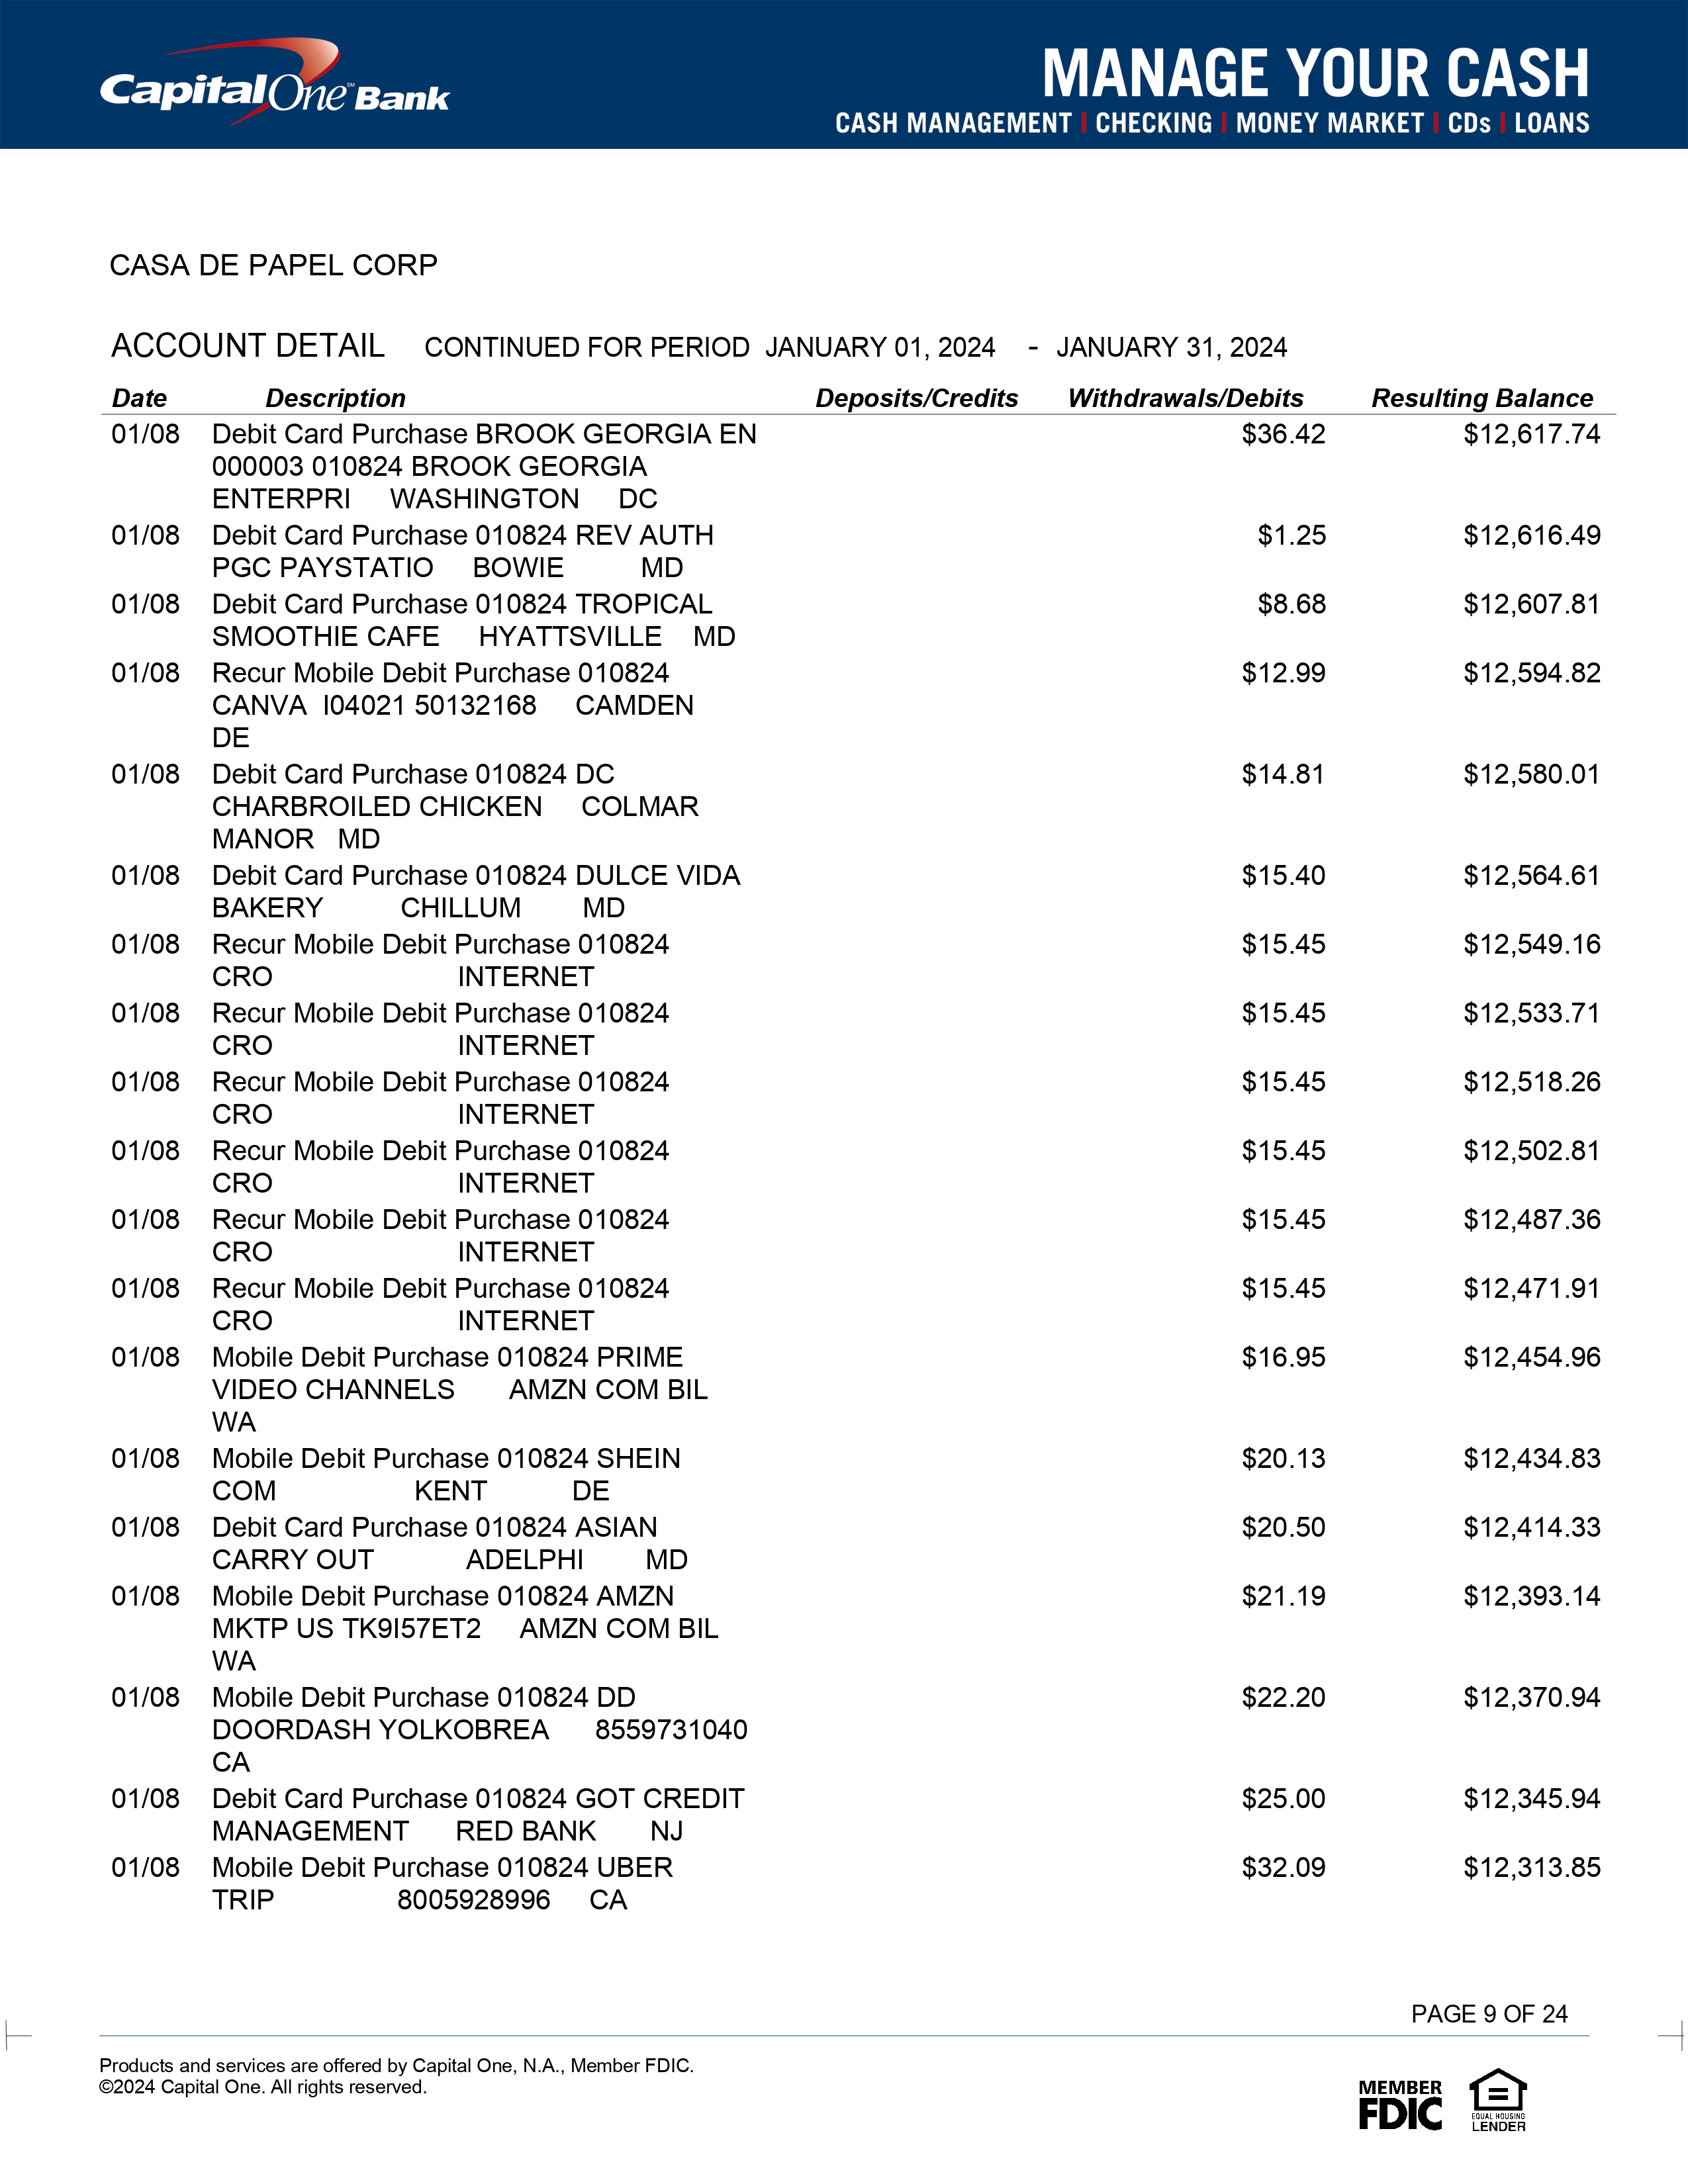 CapitalOne Bank
MANAGE YOUR CASH
CASH MANAGEMENT | CHECKING | MONEY MARKET | CDs | LOANS
CASA DE PAPEL CORP
ACCOUNT DETAIL CONTINUED FOR PERIOD JANUARY 01, 2024 - JANUARY 31, 2024
Date Description Deposits/Credits Withdrawals/Debits Resulting Balance
01/08 Debit Card Purchase BROOK GEORGIA EN $36.42 $12,617.74
000003 010824 BROOK GEORGIA
ENTERPRI WASHINGTON DC
01/08 Debit Card Purchase 010824 REV AUTH $1.25 $12,616.49
PGC PAYSTATIO BOWIE MD
01/08 Debit Card Purchase 010824 TROPICAL $8.68 $12,607.81
SMOOTHIE CAFE HYATTSVILLE MD
01/08 Recur Mobile Debit Purchase 010824 $12.99 $12,594.82
CANVA I04021 50132168 CAMDEN
DE
01/08 Debit Card Purchase 010824 DC $14.81 $12,580.01
CHARBROILED CHICKEN COLMAR
MANOR MD
01/08 Debit Card Purchase 010824 DULCE VIDA $15.40 $12,564.61
BAKERY CHILLUM MD
01/08 Recur Mobile Debit Purchase 010824 $15.45 $12,549.16
CRO INTERNET
01/08 Recur Mobile Debit Purchase 010824 $15.45 $12,533.71
CRO INTERNET
01/08 Recur Mobile Debit Purchase 010824 $15.45 $12,518.26
CRO INTERNET
01/08 Recur Mobile Debit Purchase 010824 $15.45 $12,502.81
CRO INTERNET
01/08 Recur Mobile Debit Purchase 010824 $15.45 $12,487.36
CRO INTERNET
01/08 Recur Mobile Debit Purchase 010824 $15.45 $12,471.91
CRO INTERNET
01/08 Mobile Debit Purchase 010824 PRIME $16.95 $12,454.96
VIDEO CHANNELS AMZN COM BIL
WA
01/08 Mobile Debit Purchase 010824 SHEIN $20.13 $12,434.83
COM KENT DE
01/08 Debit Card Purchase 010824 ASIAN $20.50 $12,414.33
CARRY OUT ADELPHI MD
01/08 Mobile Debit Purchase 010824 AMZN $21.19 $12,393.14
MKTP US TK9I57ET2 AMZN COM BIL
WA
01/08 Mobile Debit Purchase 010824 DD $22.20 $12,370.94
DOORDASH YOLKOBREA 8559731040
CA
01/08 Debit Card Purchase 010824 GOT CREDIT $25.00 $12,345.94
MANAGEMENT RED BANK NJ
01/08 Mobile Debit Purchase 010824 UBER $32.09 $12,313.85
TRIP 8005928996 CA
PAGE 9 OF 24
Products and services are offered by Capital One, N.A., Member FDIC.
©2024 Capital One. All rights reserved.
MEMBER
FDIC
EQUAL HOUSING
LENDER